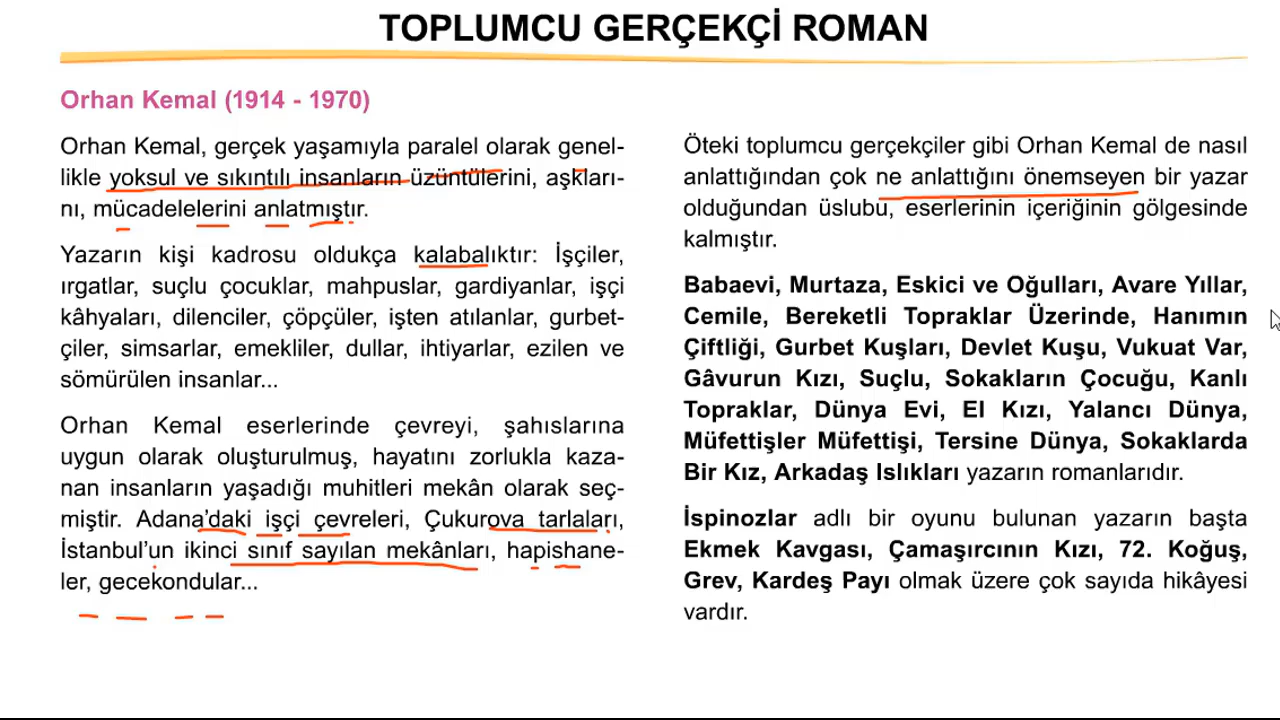 TOPLUMCU GERÇEKÇİ ROMAN
Orhan Kemal (1914 - 1970)
Orhan Kemal, gerçek yaşamıyla paralel olarak genel-
likle yoksul ve sıkıntılı insanların üzüntülerini, aşkları-
nı, mücadelelerini anlatmıştır.
Yazarın kişi kadrosu oldukça kalabalıktır: İşçiler,
ırgatlar, suçlu çocuklar, mahpuslar, gardiyanlar, işçi
kâhyaları, dilenciler, çöpçüler, işten atılanlar, gurbet-
çiler, simsarlar, emekliler, dullar, ihtiyarlar, ezilen ve
sömürülen insanlar...
Orhan Kemal eserlerinde çevreyi, şahıslarına
uygun olarak oluşturulmuş, hayatını zorlukla kaza-
nan insanların yaşadığı muhitleri mekân olarak seç-
miştir. Adana'daki işçi çevreleri, Çukurova tarlaları,
İstanbul'un ikinci sınıf sayılan mekânları, hapishane-
ler, gecekondular...
Öteki toplumcu gerçekçiler gibi Orhan Kemal de nasıl
anlattığından çok ne anlattığını önemseyen bir yazar
olduğundan üslubu, eserlerinin içeriğinin gölgesinde
kalmıştır.
Babaevi, Murtaza, Eskici ve Oğulları, Avare Yıllar,
Cemile, Bereketli Topraklar Üzerinde, Hanımın
Çiftliği, Gurbet Kuşları, Devlet Kuşu, Vukuat Var,
Gâvurun Kızı, Suçlu, Sokakların Çocuğu, Kanlı
Topraklar, Dünya Evi, El Kızı, Yalancı Dünya,
Müfettişler Müfettişi, Tersine Dünya, Sokaklarda
Bir Kız, Arkadaş Islıkları yazarın romanlarıdır.
İspinozlar adlı bir oyunu bulunan yazarın başta
Ekmek Kavgası, Çamaşırcının Kızı, 72. Koğuş,
Grev, Kardeş Payı olmak üzere çok sayıda hikâyesi
vardır.